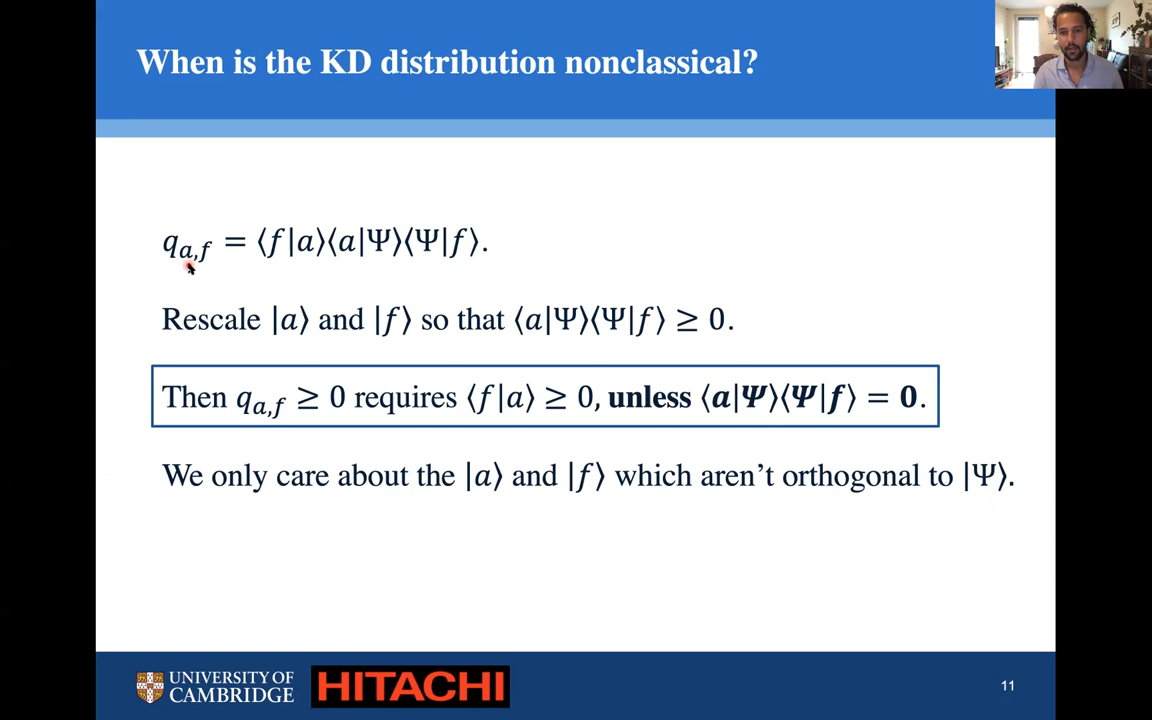 When is the KD distribution nonclassical?
q_{a,f} = ⟨f|a⟩⟨a|Ψ⟩⟨Ψ|f⟩.
Rescale |a⟩ and |f⟩ so that ⟨a|Ψ⟩⟨Ψ|f⟩ ≥ 0.
Then q_{a,f} ≥ 0 requires ⟨f|a⟩ ≥ 0, unless ⟨a|Ψ⟩⟨Ψ|f⟩ = 0.
We only care about the |a⟩ and |f⟩ which aren't orthogonal to |Ψ⟩.
UNIVERSITY OF
CAMBRIDGE
HITACHI
11